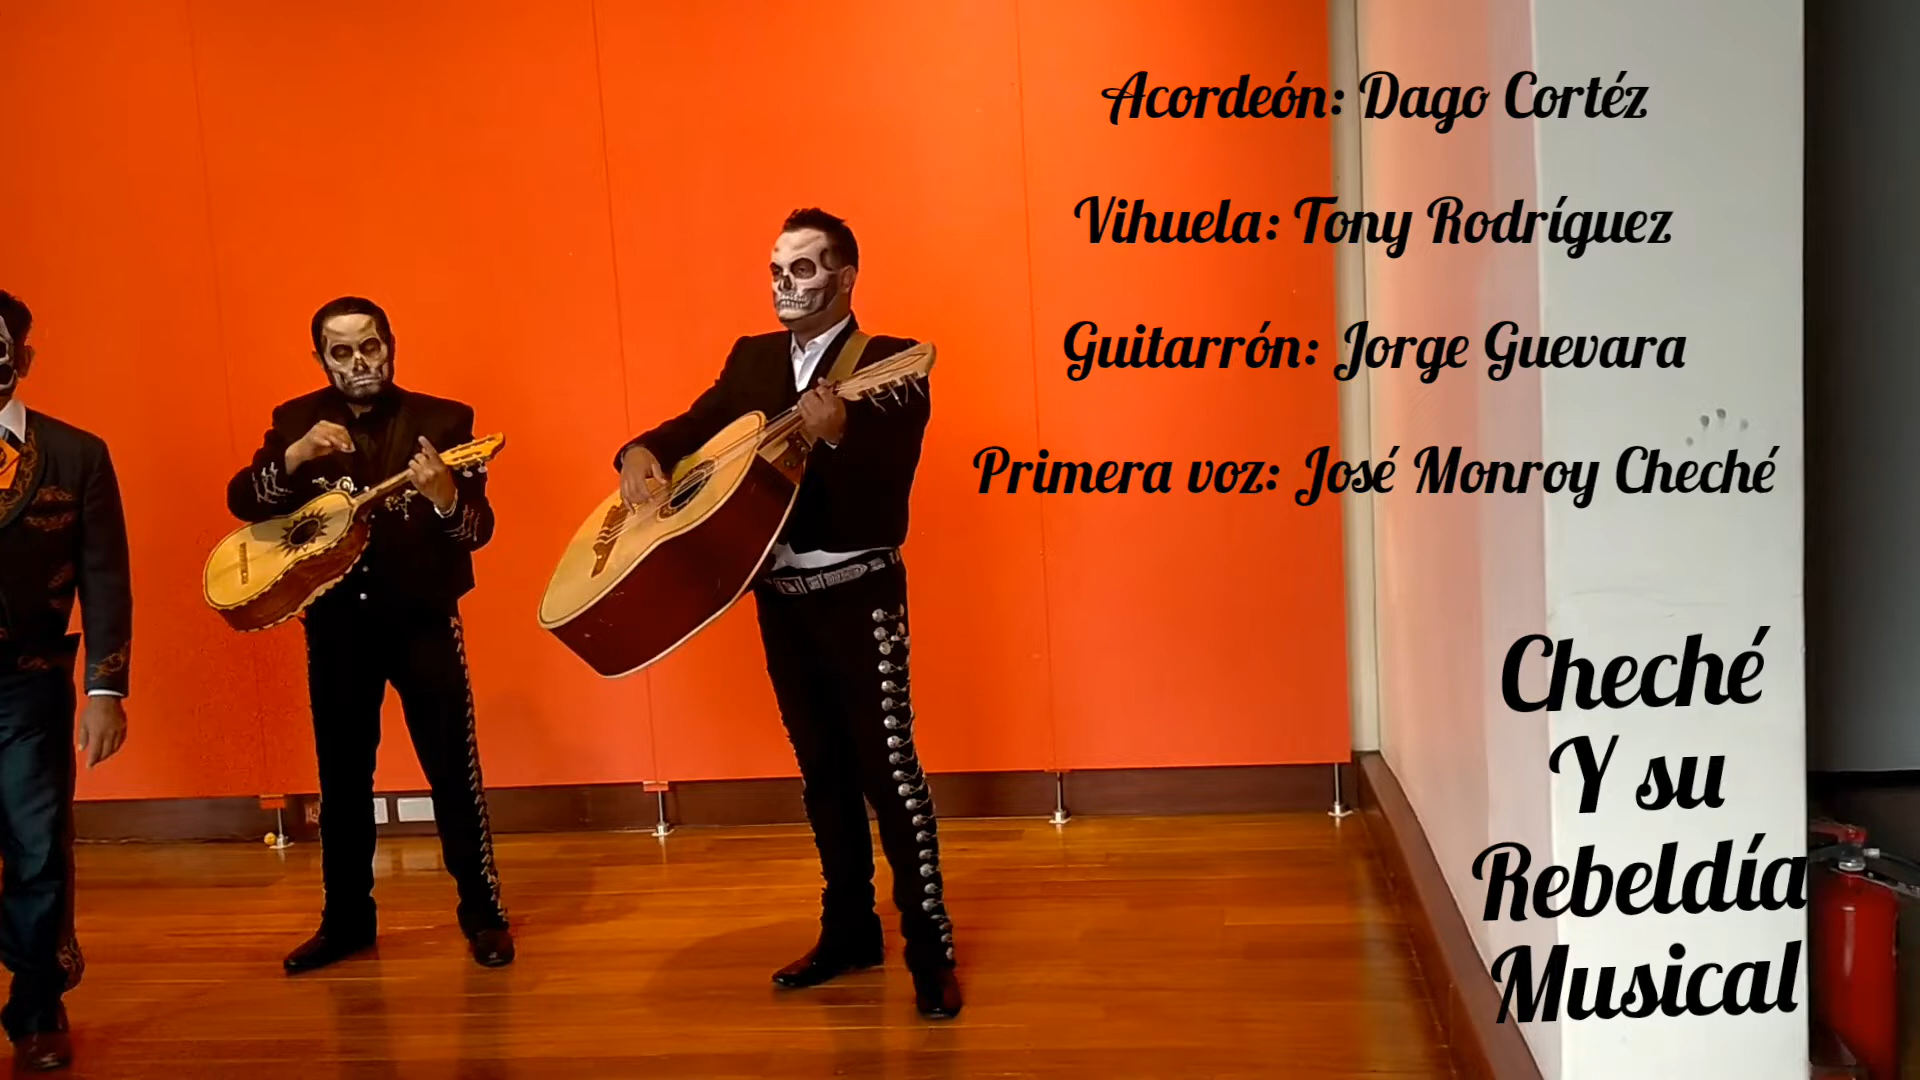 Acordeón: Dago Cortéz
Vihuela: Tony Rodríguez
Guitarrón: Jorge Guevara
Primera voz: José Monroy Cheché
Cheché
Y su
Rebeldía
Musical